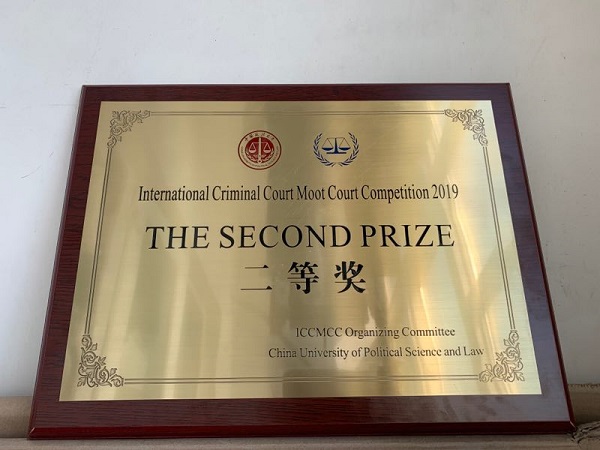 International Criminal Court Moot Court Competition 2019
THE SECOND PRIZE
二等奖
ICCMCC Organizing Committee
China University of Political Science and Law